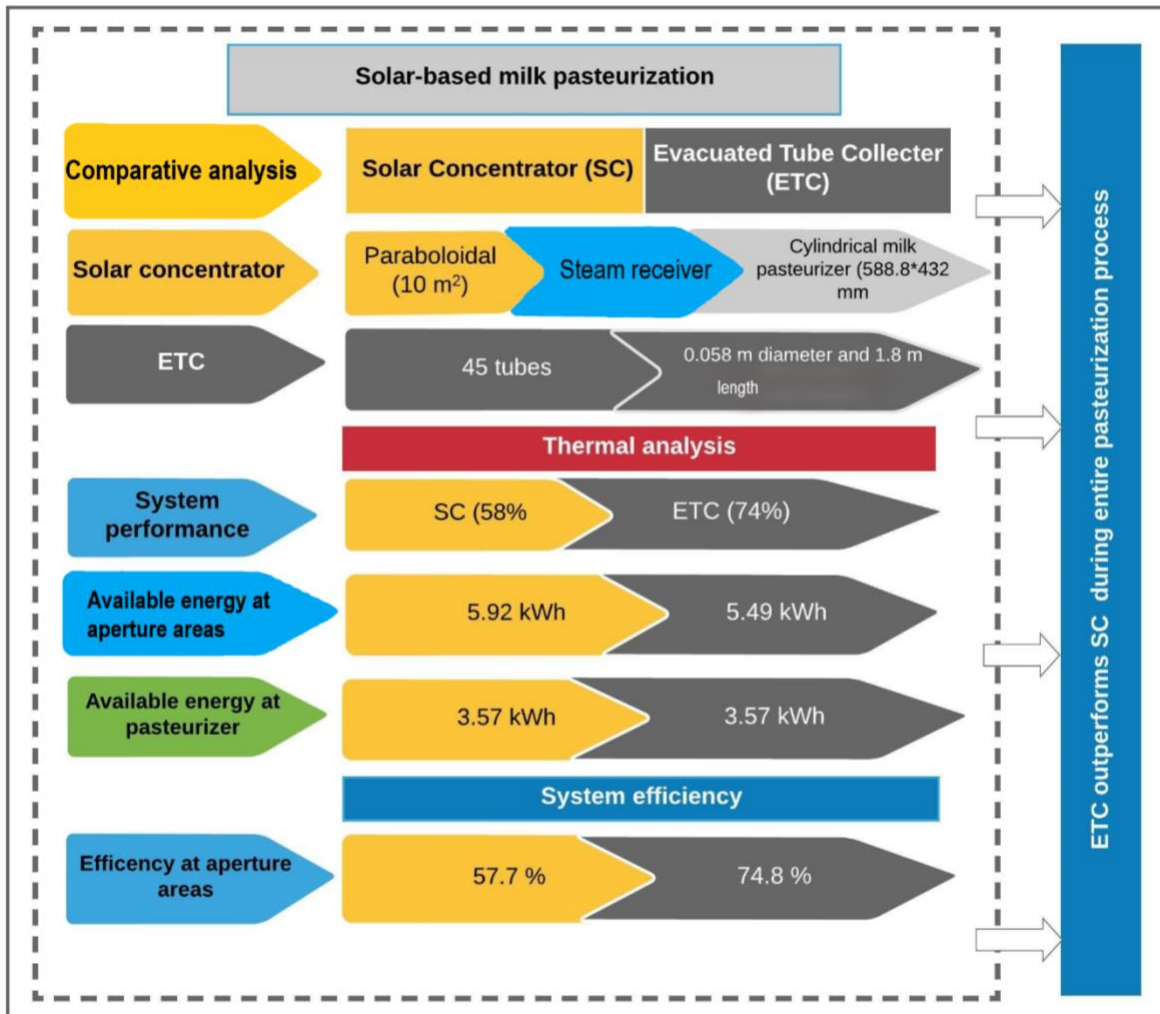 Solar-based milk pasteurization
Comparative analysis
Solar Concentrator (SC)
Evacuated Tube Collecter
(ETC)
Solar concentrator
Paraboloidal
(10 m²)
Steam receiver
Cylindrical milk
pasteurizer (588.8*432
mm
ETC
45 tubes
0.058 m diameter and 1.8 m
length
Thermal analysis
System
performance
SC (58%
ETC (74%)
Available energy at
aperture areas
5.92 kWh
5.49 kWh
Available energy at
pasteurizer
3.57 kWh
3.57 kWh
System efficiency
Efficency at aperture
areas
57.7 %
74.8 %
ETC outperforms SC during entire pasteurization process